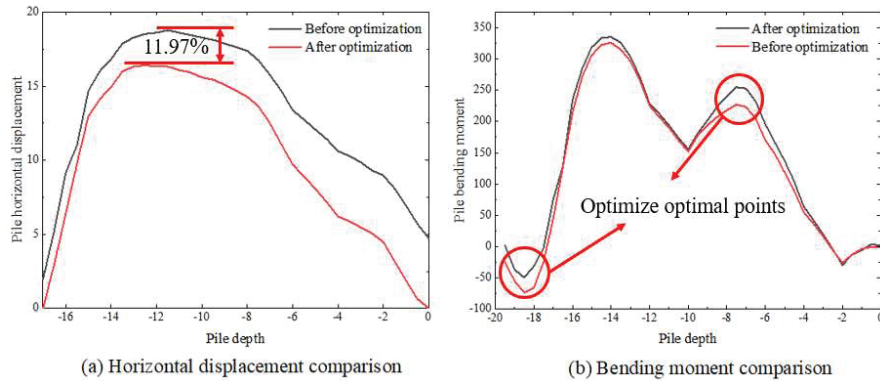 20
15
10
5
0
Pile horizontal displacement
Before optimization
After optimization
11.97%
-16 -14 -12 -10 -8 -6 -4 -2 0
Pile depth
(a) Horizontal displacement comparison
350
300
250
200
150
100
50
0
-50
-100
Pile bending moment
After optimization
Before optimization
Optimize optimal points
-20 -18 -16 -14 -12 -10 -8 -6 -4 -2 0
Pile depth
(b) Bending moment comparison